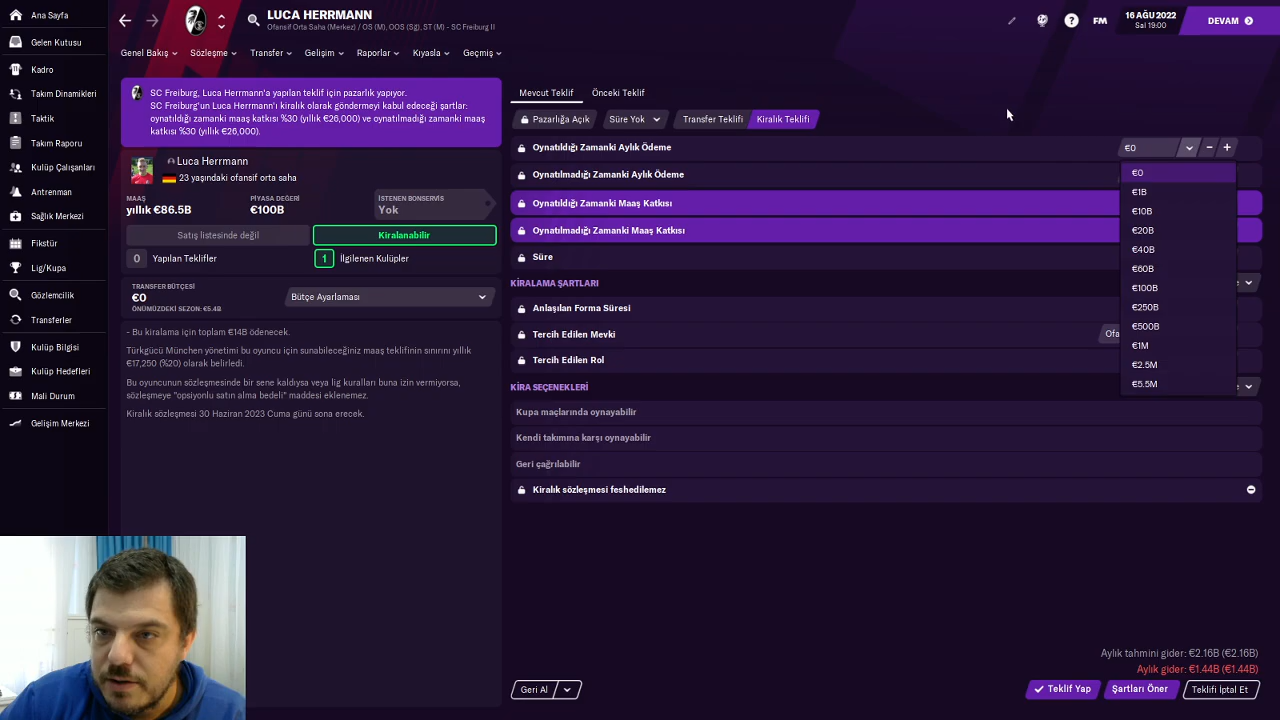 Ana Sayfa
Gelen Kutusu
Kadro
Takım Dinamikleri
Taktik
Takım Raporu
Kulüp Çalışanları
Antrenman
Sağlık Merkezi
Fikstür
Lig/Kupa
Gözlemcilik
Transferler
Kulüp Bilgisi
Kulüp Hedefleri
Mali Durum
Gelişim Merkezi
LUCA HERRMANN
Ofansif Orta Saha (Merkez) / OS (M), OOS (Sğ), ST (M) - SC Freiburg II
FM
16 AĞU 2022
Sal 19:00
DEVAM
Genel Bakış
Sözleşme
Transfer
Gelişim
Raporlar
Kıyasla
Geçmiş
SC Freiburg, Luca Herrmann'a yapılan teklif için pazarlık yapıyor.
SC Freiburg'un Luca Herrmann'ı kiralık olarak göndermeyi kabul edeceği şartlar:
oynatıldığı zamanki maaş katkısı %30 (yıllık €26,000) ve oynatılmadığı zamanki maaş
katkısı %30 (yıllık €26,000).
Luca Herrmann
23 yaşındaki ofansif orta saha
MAAŞ
yıllık €86.5B
PİYASA DEĞERİ
€100B
İSTENEN BONSERVİS
Yok
Satış listesinde değil
Kiralanabilir
0 Yapılan Teklifler
1 İlgilenen Kulüpler
TRANSFER BÜTÇESİ
€0
ÖNÜMÜZDEKİ SEZON: €5.4B
Bütçe Ayarlaması
- Bu kiralama için toplam €14B ödenecek.
Türkgücü München yönetimi bu oyuncu için sunabileceğiniz maaş teklifinin sınırını yıllık
€17,250 (%20) olarak belirledi.
Bu oyuncunun sözleşmesinde bir sene kaldıysa veya lig kuralları buna izin vermiyorsa,
sözleşmeye "opsiyonlu satın alma bedeli" maddesi eklenemez.
Kiralık sözleşmesi 30 Haziran 2023 Cuma günü sona erecek.
Mevcut Teklif
Önceki Teklif
Pazarlığa Açık
Süre Yok
Transfer Teklifi
Kiralık Teklifi
Oynatıldığı Zamanki Aylık Ödeme
€0
Oynatılmadığı Zamanki Aylık Ödeme
Oynatıldığı Zamanki Maaş Katkısı
Oynatılmadığı Zamanki Maaş Katkısı
Süre
KİRALAMA ŞARTLARI
Anlaşılan Forma Süresi
Tercih Edilen Mevki
Ofa
Tercih Edilen Rol
KİRA SEÇENEKLERİ
Kupa maçlarında oynayabilir
Kendi takımına karşı oynayabilir
Geri çağrılabilir
Kiralık sözleşmesi feshedilemez
€0
€1B
€10B
€20B
€40B
€60B
€100B
€250B
€500B
€1M
€2.5M
€5.5M
Aylık tahmini gider: €2.16B (€2.16B)
Aylık gider: €1.44B (€1.44B)
Geri Al
Teklif Yap
Şartları Öner
Teklifi İptal Et